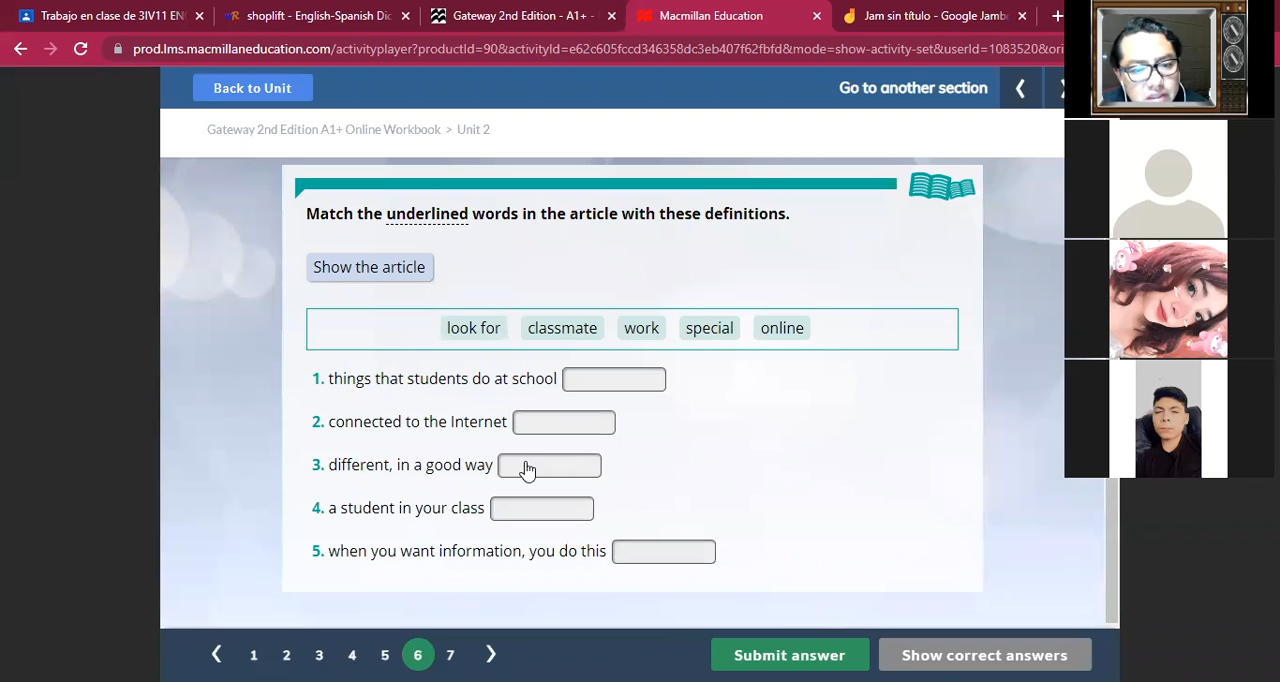 Trabajo en clase de 3IV11 EN
shoplift - English-Spanish Dic
Gateway 2nd Edition - A1+ -
Macmillan Education
Jam sin título - Google Jambo
prod.lms.macmillaneducation.com/activityplayer?productId=90&activityId=e62c605fccd346358dc3eb407f62fbfd&mode=show-activity-set&userId=1083520&ori
Back to Unit
Go to another section
Gateway 2nd Edition A1+ Online Workbook > Unit 2
Match the underlined words in the article with these definitions.
Show the article
look for classmate work special online
1. things that students do at school
2. connected to the Internet
3. different, in a good way
4. a student in your class
5. when you want information, you do this
1 2 3 4 5 6 7
Submit answer
Show correct answers